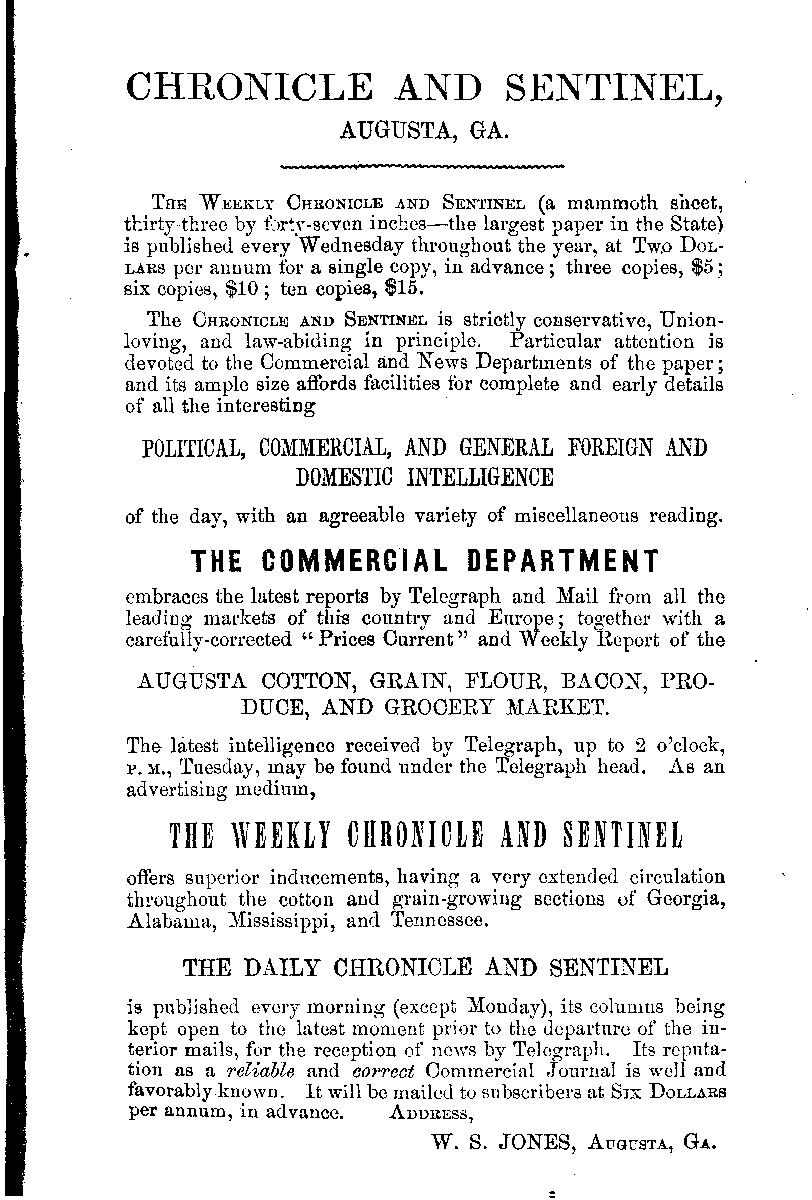 CHRONICLE AND SENTINEL,
AUGUSTA, GA.
THE WEEKLY CHRONICLE AND SENTINEL (a mammoth sheet,
thirty-three by forty-seven inches—the largest paper in the State)
is published every Wednesday throughout the year, at TWO DOL-
LARS per annum for a single copy, in advance; three copies, $5;
six copies, $10; ten copies, $15.
The CHRONICLE AND SENTINEL is strictly conservative, Union-
loving, and law-abiding in principle. Particular attention is
devoted to the Commercial and News Departments of the paper;
and its ample size affords facilities for complete and early details
of all the interesting
POLITICAL, COMMERCIAL, AND GENERAL FOREIGN AND
DOMESTIC INTELLIGENCE
of the day, with an agreeable variety of miscellaneous reading.
THE COMMERCIAL DEPARTMENT
embraces the latest reports by Telegraph and Mail from all the
leading markets of this country and Europe; together with a
carefully-corrected "Prices Current" and Weekly Report of the
AUGUSTA COTTON, GRAIN, FLOUR, BACON, PRO-
DUCE, AND GROCERY MARKET.
The latest intelligence received by Telegraph, up to 2 o'clock,
P. M., Tuesday, may be found under the Telegraph head. As an
advertising medium,
THE WEEKLY CHRONICLE AND SENTINEL
offers superior inducements, having a very extended circulation
throughout the cotton and grain-growing sections of Georgia,
Alabama, Mississippi, and Tennessee.
THE DAILY CHRONICLE AND SENTINEL
is published every morning (except Monday), its columns being
kept open to the latest moment prior to the departure of the in-
terior mails, for the reception of news by Telegraph. Its reputa-
tion as a reliable and correct Commercial Journal is well and
favorably known. It will be mailed to subscribers at SIX DOLLARS
per annum, in advance. ADDRESS,
W. S. JONES, AUGUSTA, GA.